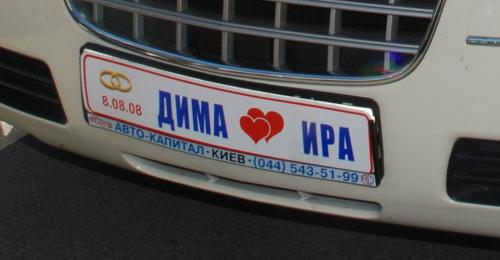 8.08.08
ДИМА ИРА
АВТО-КАПИТАЛ · КИЕВ · (044) 543-51-99